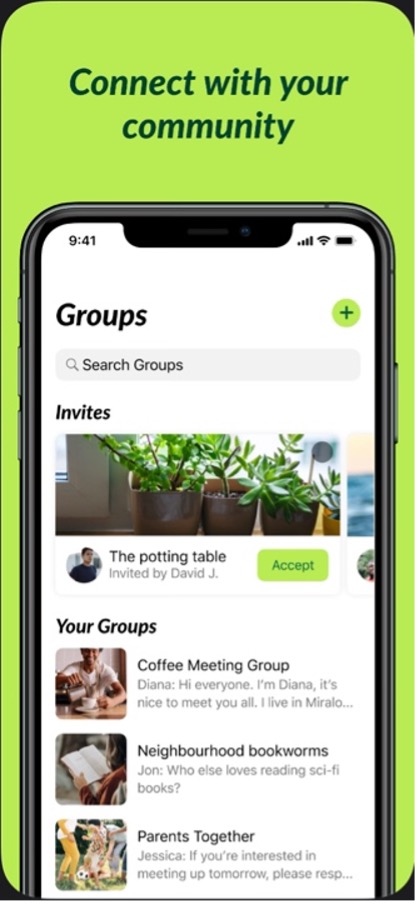 Connect with your
community
9:41
Groups
+
Search Groups
Invites
The potting table
Invited by David J.
Accept
Your Groups
Coffee Meeting Group
Diana: Hi everyone. I'm Diana, it's
nice to meet you all. I live in Miralo...
Neighbourhood bookworms
Jon: Who else loves reading sci-fi
books?
Parents Together
Jessica: If you're interested in
meeting up tomorrow, please resp...